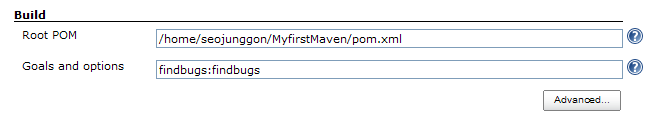 Build
Root POM
/home/seojunggon/MyfirstMaven/pom.xml
Goals and options
findbugs:findbugs
Advanced...